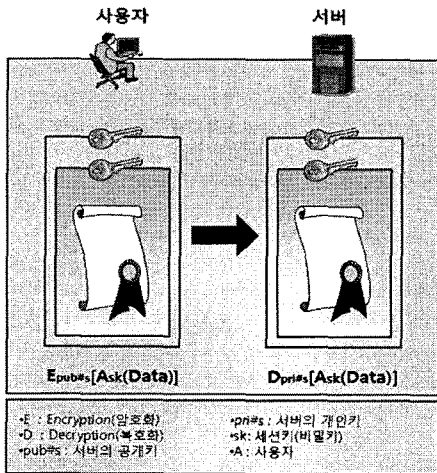 사용자
서버
Epub#s[Ask(Data)]
Dpri#s[Ask(Data)]
•E : Encryption(암호화)
•D : Decryption(복호화)
•pub#s : 서버의 공개키
•pri#s : 서버의 개인키
•sk: 세션키(비밀키)
•A : 사용자